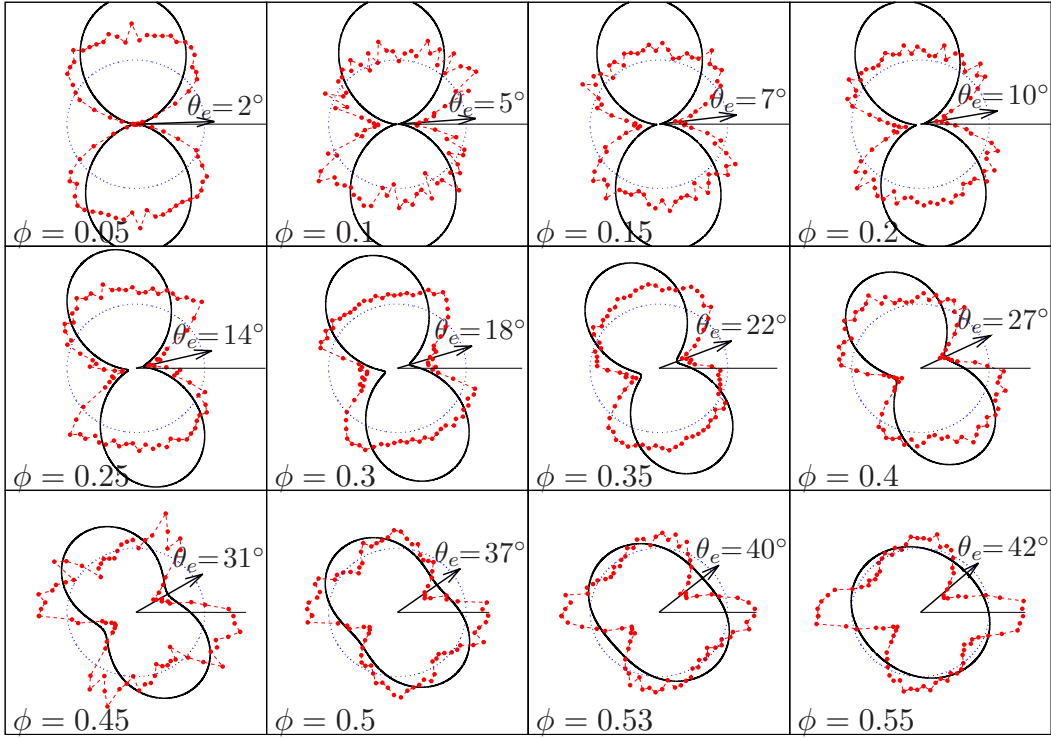 θₑ=2°
θₑ=5°
θₑ=7°
θₑ=10°
ϕ = 0.05
ϕ = 0.1
ϕ = 0.15
ϕ = 0.2
θₑ=14°
θₑ=18°
θₑ=22°
θₑ=27°
ϕ = 0.25
ϕ = 0.3
ϕ = 0.35
ϕ = 0.4
θₑ=31°
θₑ=37°
θₑ=40°
θₑ=42°
ϕ = 0.45
ϕ = 0.5
ϕ = 0.53
ϕ = 0.55